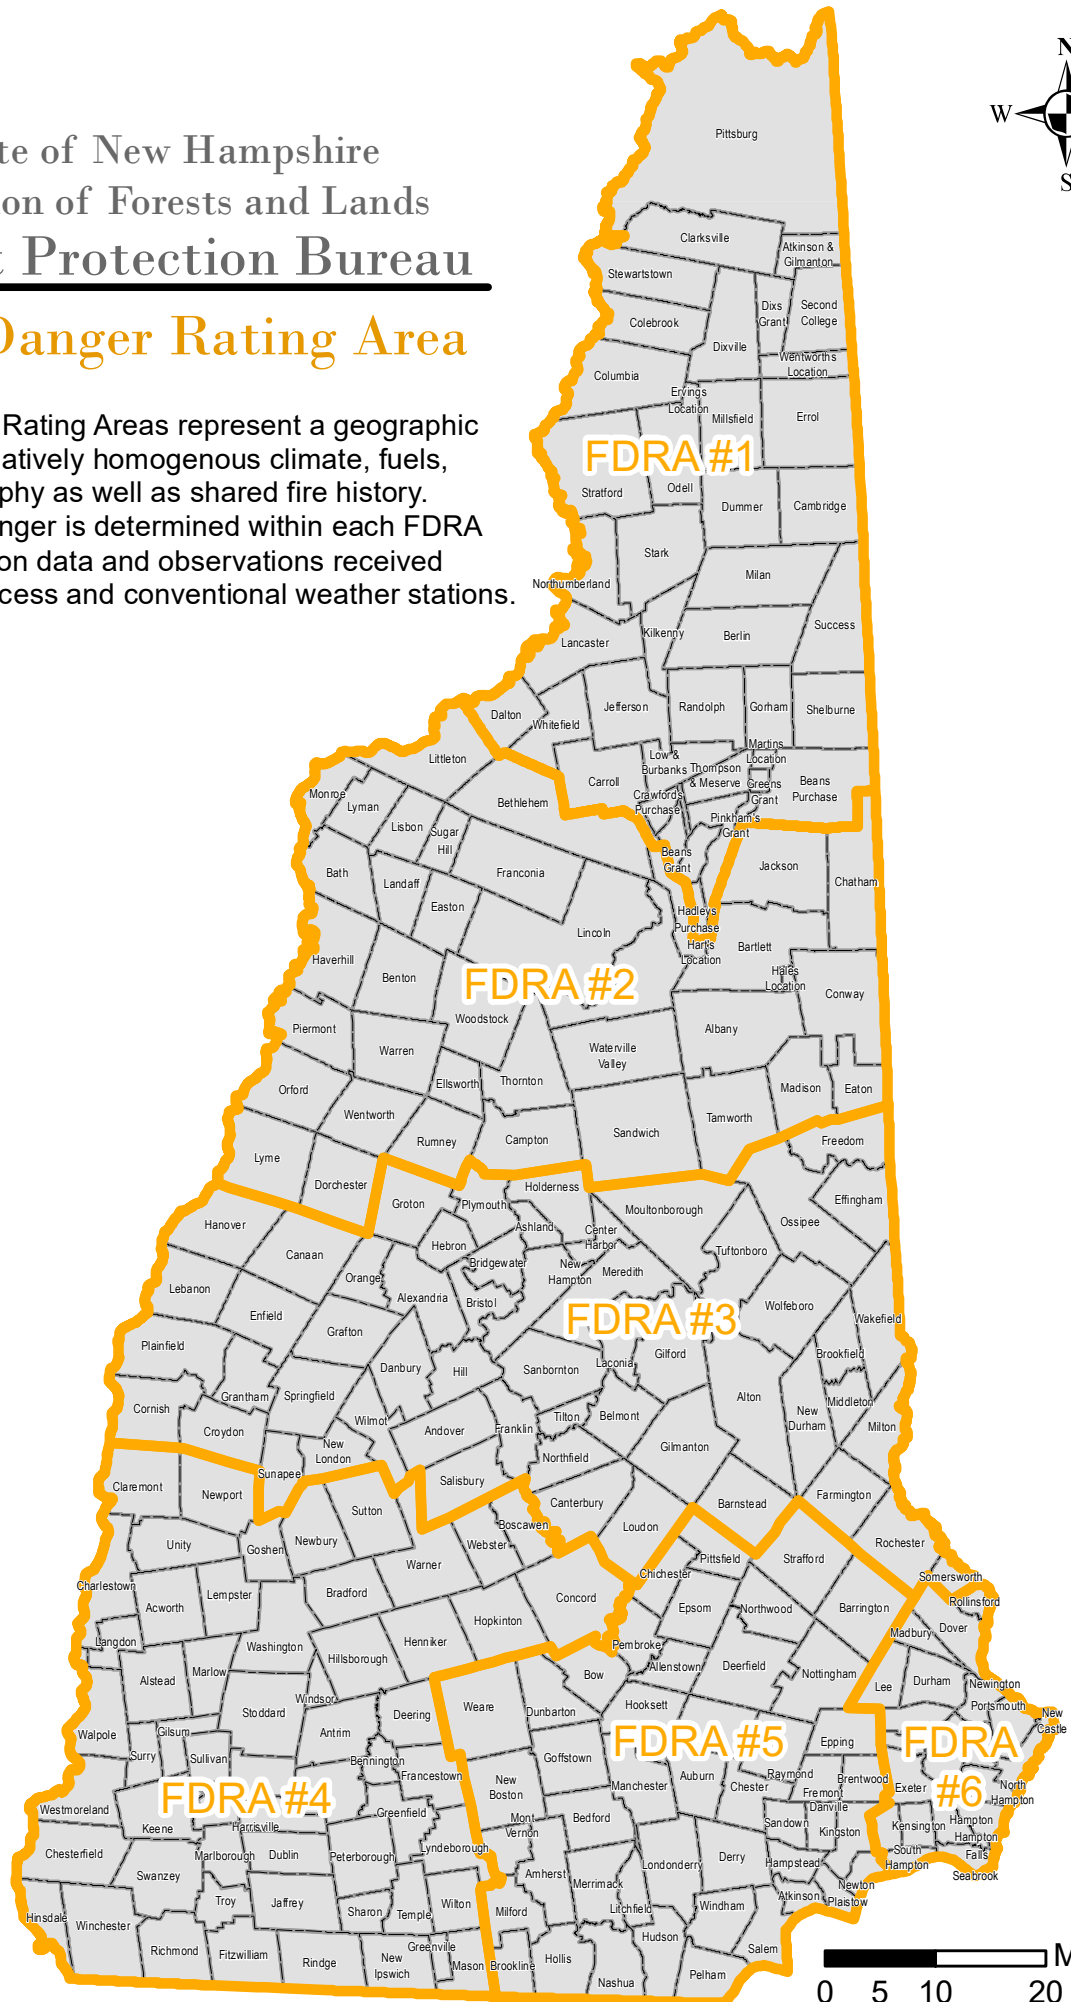 te of New Hampshire
ion of Forests and Lands
t Protection Bureau
Danger Rating Area
Rating Areas represent a geographic
latively homogenous climate, fuels,
phy as well as shared fire history.
nger is determined within each FDRA
on data and observations received
cess and conventional weather stations.
N
W
S
Pittsburg
Clarksville
Atkinson &
Gilmanton
Stewartstown
Dixs
Grant
Second
College
Colebrook
Dixville
Wentworths
Location
Columbia
Ervings
Location
Millsfield
Errol
FDRA #1
Stratford
Odell
Dummer
Cambridge
Stark
Northumberland
Milan
Success
Lancaster
Kilkenny
Berlin
Dalton
Whitefield
Jefferson
Randolph
Gorham
Shelburne
Littleton
Carroll
Low &
Burbanks
Thompson
& Meserve
Martins
Location
Greens
Grant
Beans
Purchase
Monroe
Lyman
Bethlehem
Crawfords
Purchase
Pinkham's
Grant
Lisbon
Sugar
Hill
Beans
Grant
Jackson
Chatham
Bath
Landaff
Franconia
Easton
Lincoln
Hadleys
Purchase
Harts
Location
Bartlett
Haverhill
Benton
FDRA #2
Hales
Location
Conway
Piermont
Woodstock
Albany
Warren
Waterville
Valley
Orford
Ellsworth
Thornton
Madison
Eaton
Wentworth
Rumney
Campton
Sandwich
Tamworth
Freedom
Lyme
Dorchester
Holderness
Effingham
Hanover
Groton
Plymouth
Ashland
Center
Harbor
Moultonborough
Ossipee
Canaan
Hebron
Bridgewater
New
Hampton
Meredith
Tuftonboro
Lebanon
Orange
Alexandria
Bristol
FDRA #3
Wolfeboro
Wakefield
Enfield
Grafton
Plainfield
Danbury
Hill
Sanbornton
Laconia
Gilford
Brookfield
Cornish
Grantham
Springfield
Alton
New
Durham
Middleton
Milton
Croydon
Wilmot
Andover
Franklin
Tilton
Belmont
New
London
Northfield
Gilmanton
Claremont
Newport
Sunapee
Salisbury
Canterbury
Barnstead
Farmington
Sutton
Boscawen
Loudon
Rochester
Unity
Goshen
Newbury
Webster
Pittsfield
Strafford
Warner
Chichester
Somersworth
Charlestown
Acworth
Lempster
Bradford
Concord
Epsom
Northwood
Barrington
Rollinsford
Hopkinton
Madbury
Dover
Langdon
Washington
Hillsborough
Henniker
Pembroke
Allenstown
Deerfield
Nottingham
Alstead
Marlow
Bow
Lee
Durham
Newington
Stoddard
Windsor
Deering
Weare
Dunbarton
Hooksett
Portsmouth
New
Castle
Walpole
Gilsum
Antrim
FDRA #5
Epping
FDRA
#6
Surry
Sullivan
Bennington
Goffstown
Francestown
Manchester
Auburn
Chester
Raymond
Fremont
Brentwood
Exeter
North
Hampton
Westmoreland
FDRA #4
New
Boston
Danville
Keene
Harrisville
Greenfield
Mont
Vernon
Bedford
Sandown
Kingston
Kensington
Hampton
Hampton
Falls
Chesterfield
Marlborough
Dublin
Peterborough
Lyndeborough
Londonderry
Derry
Hampstead
South
Hampton
Seabrook
Swanzey
Amherst
Merrimack
Newton
Troy
Jaffrey
Sharon
Temple
Wilton
Milford
Litchfield
Windham
Atkinson
Plaistow
Hinsdale
Winchester
Hudson
Salem
Richmond
Fitzwilliam
Rindge
New
Ipswich
Greenville
Mason
Brookline
Hollis
Nashua
Pelham
M
0 5 10 20